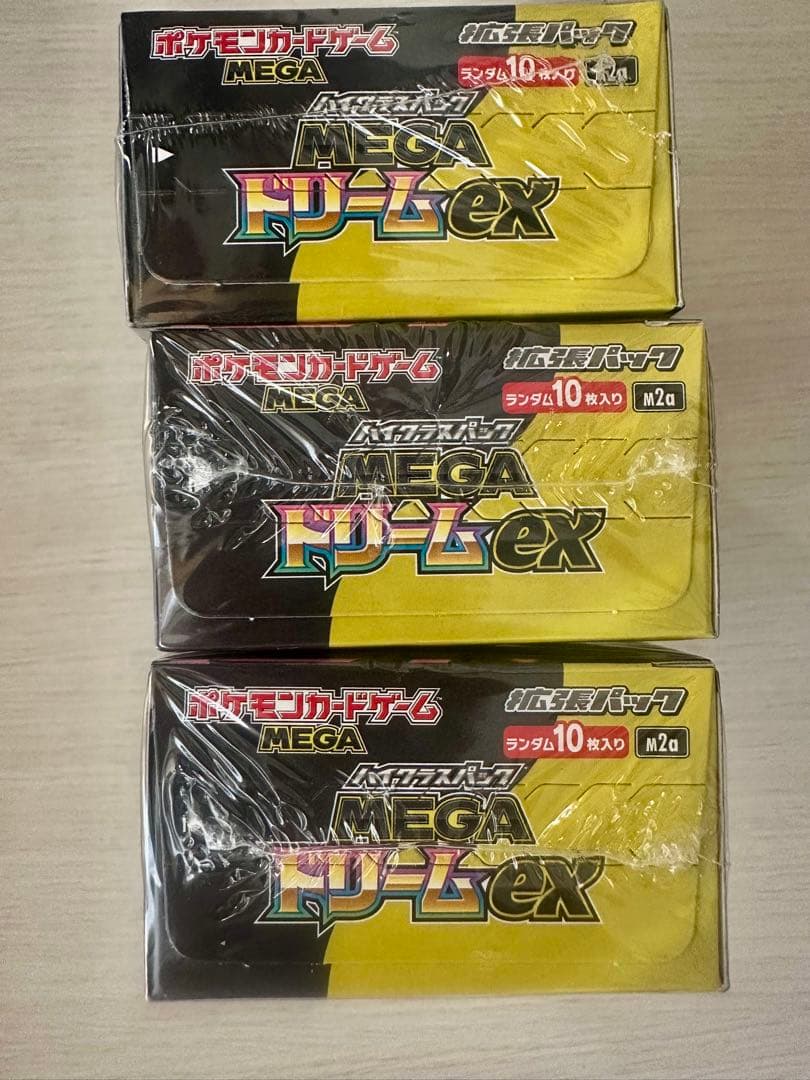 ポケモンカードゲーム
MEGA
拡張パック
ランダム10枚入り M2a
ハイクラスパック
MEGA
ドリームex
ポケモンカードゲーム
MEGA
拡張パック
ランダム10枚入り M2a
ハイクラスパック
MEGA
ドリームex
ポケモンカードゲーム
MEGA
拡張パック
ランダム10枚入り M2a
ハイクラスパック
MEGA
ドリームex